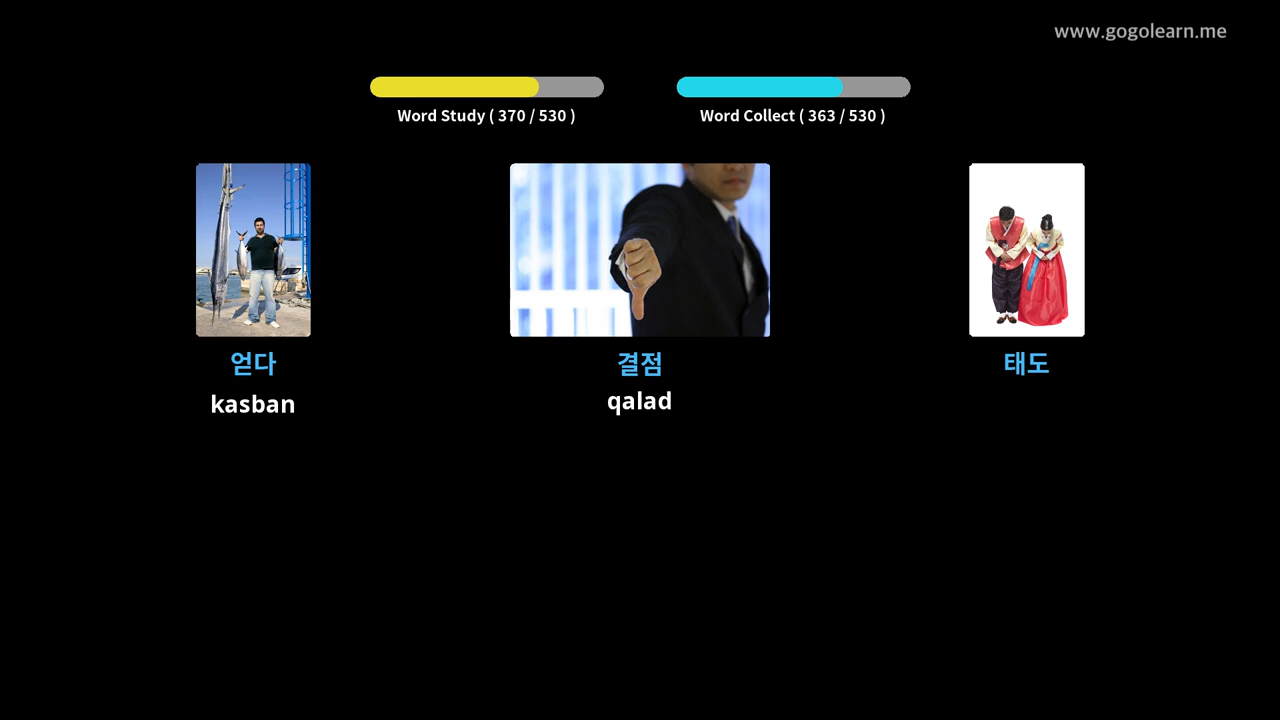 www.gogolearn.me
Word Study ( 370 / 530 )
Word Collect ( 363 / 530 )
얻다
결점
태도
kasban
qalad